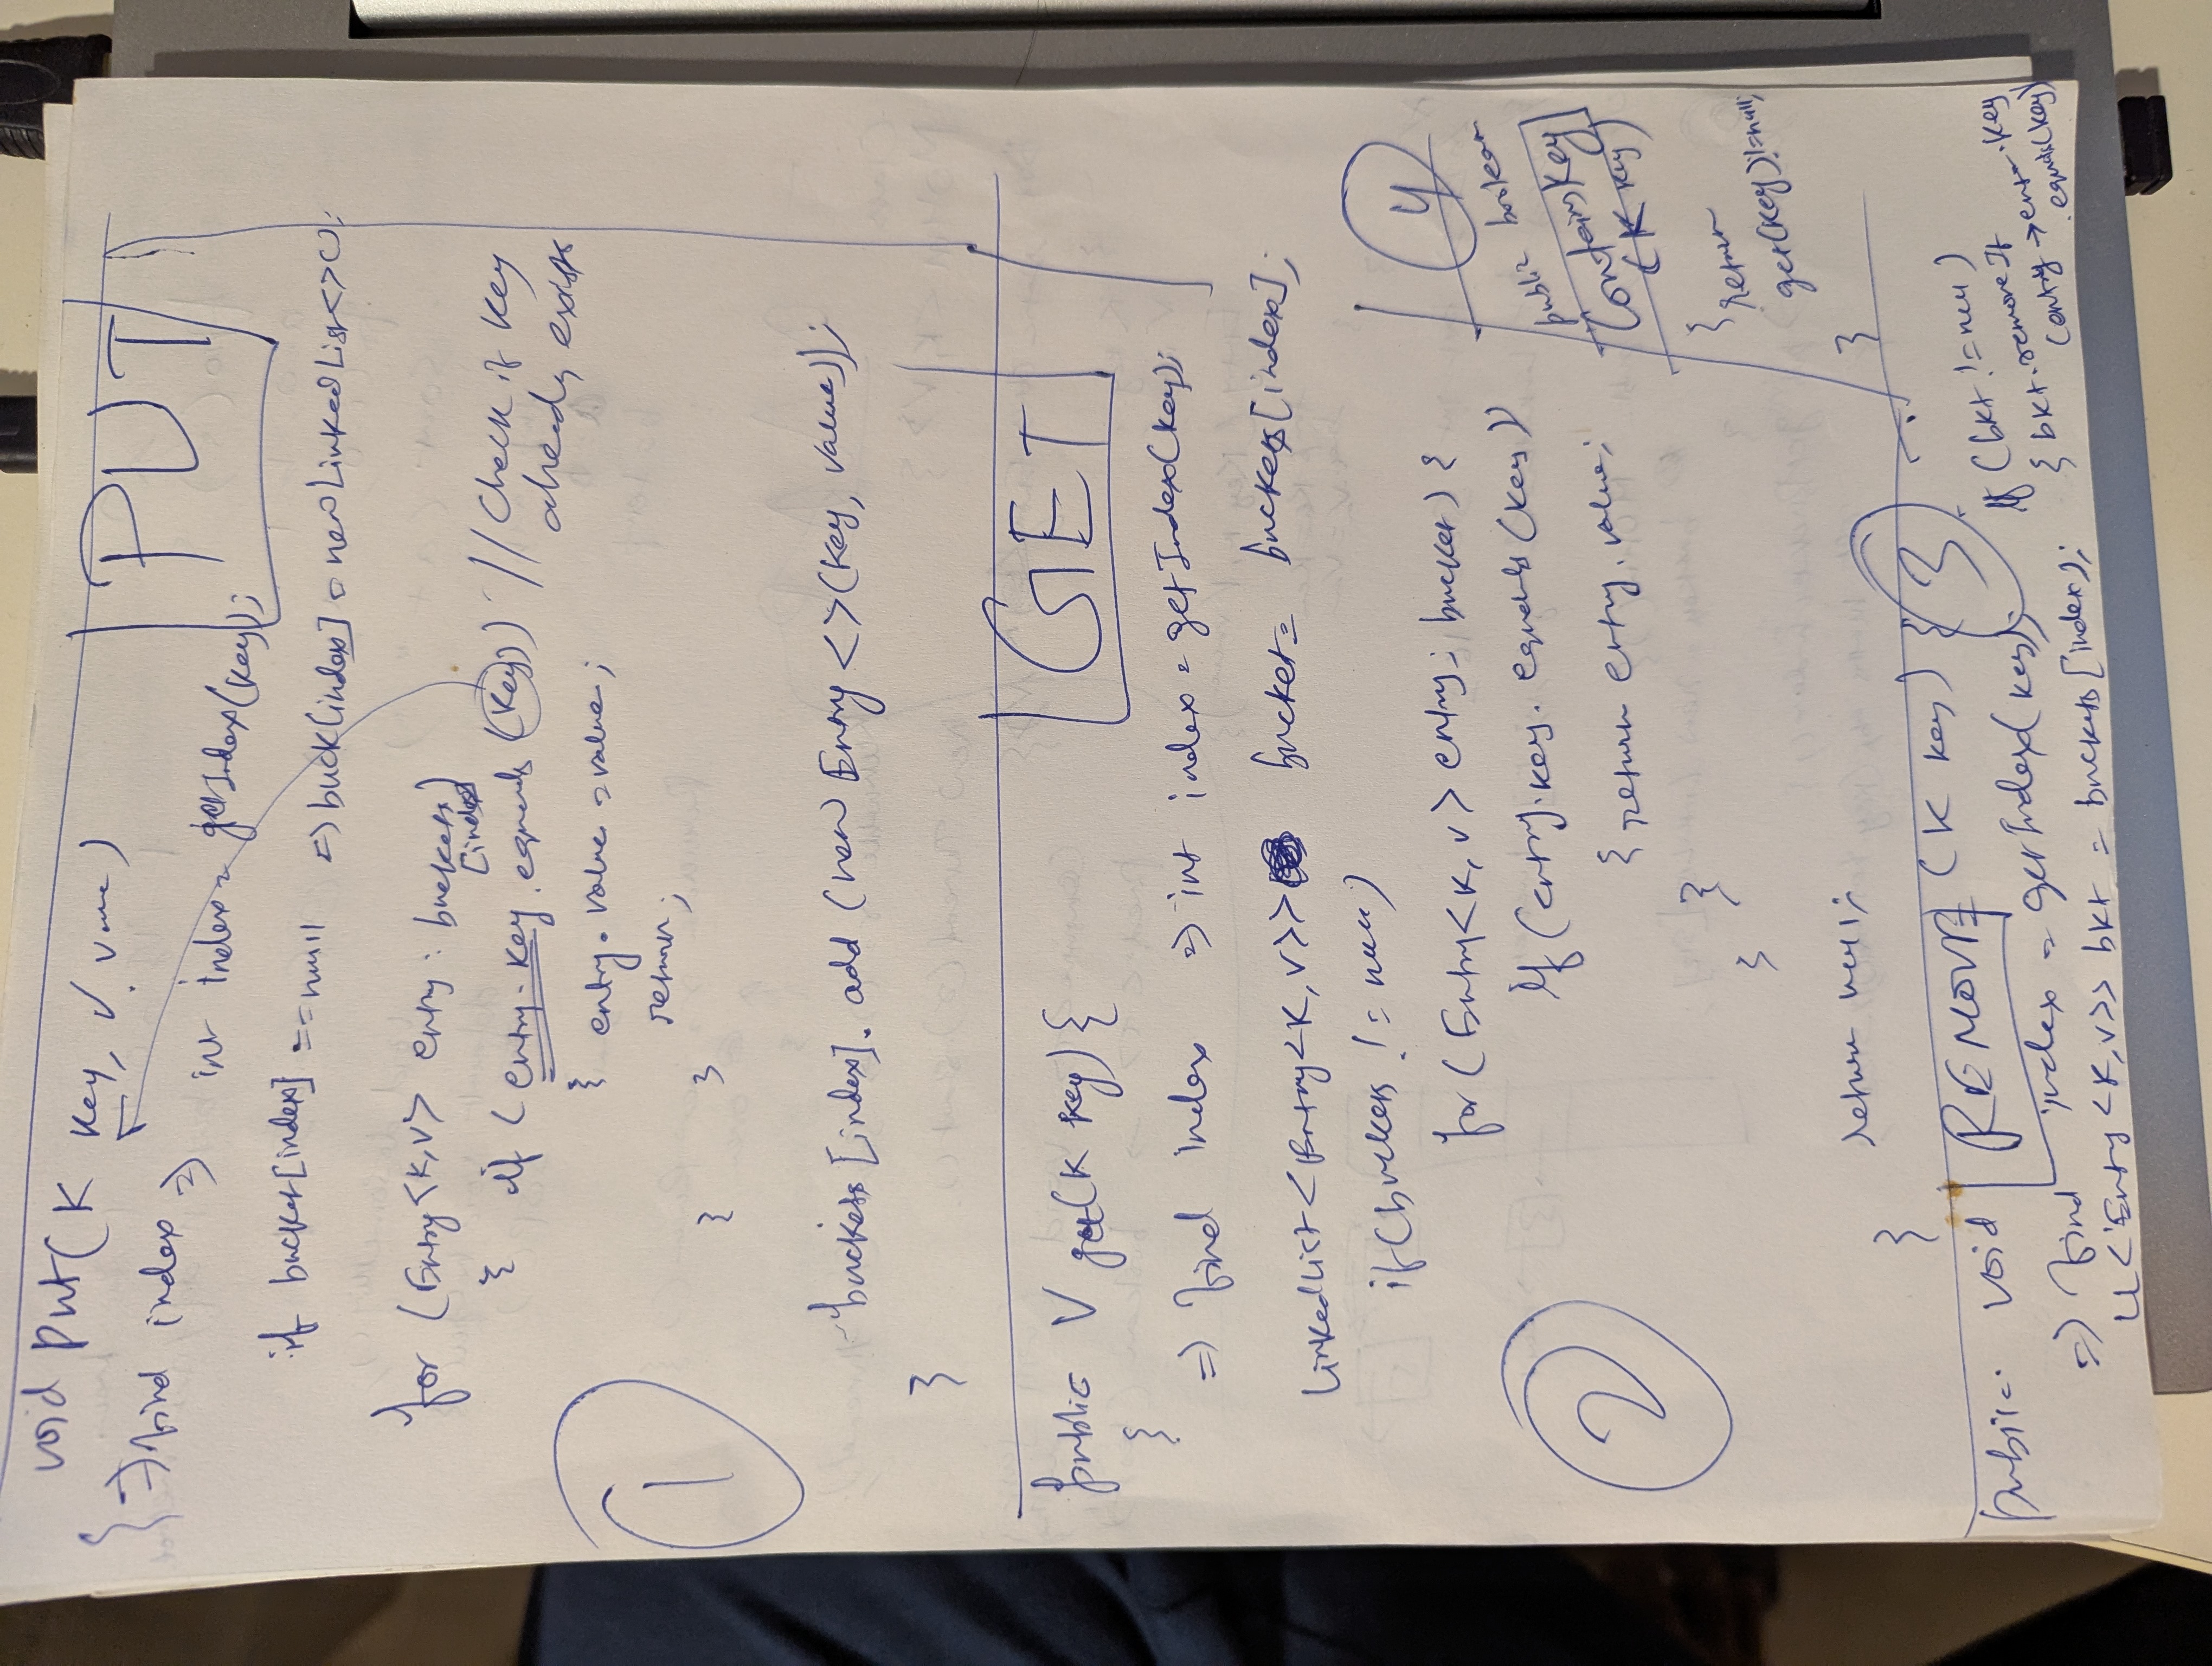 void put(K key, V value)
PUT
{ => find index => int index = getIndex(key);
if bucket[index] == null => buck[index] = new LinkedList<>();
for (Entry<K,V> entry : buckets[index])
{ if (entry.key.equals(key)) // Check if key already exists
{ entry.value = value;
return;
} }
1
buckets[index].add(new Entry<>(key, value));
}
GET
public V get(K key) {
{
=> find index => int index = getIndex(key);
LinkedList<Entry<K,V>> bucket = buckets[index];
if (buckets != null)
for (Entry<K,V> entry : bucket) {
if (entry.key.equals(key))
{ return entry.value;
}
}
2
return null;
}
4
public boolean
ContainsKey
(K key)
{ return
get(key) != null;
}
public void REMOVE (K key) {
3
=> find index = getIndex(key);
LL<Entry<K,V>> bkt = buckets[index];
if (bkt != null)
{ bkt.removeIf
(entry -> entry.key
.equals(key)